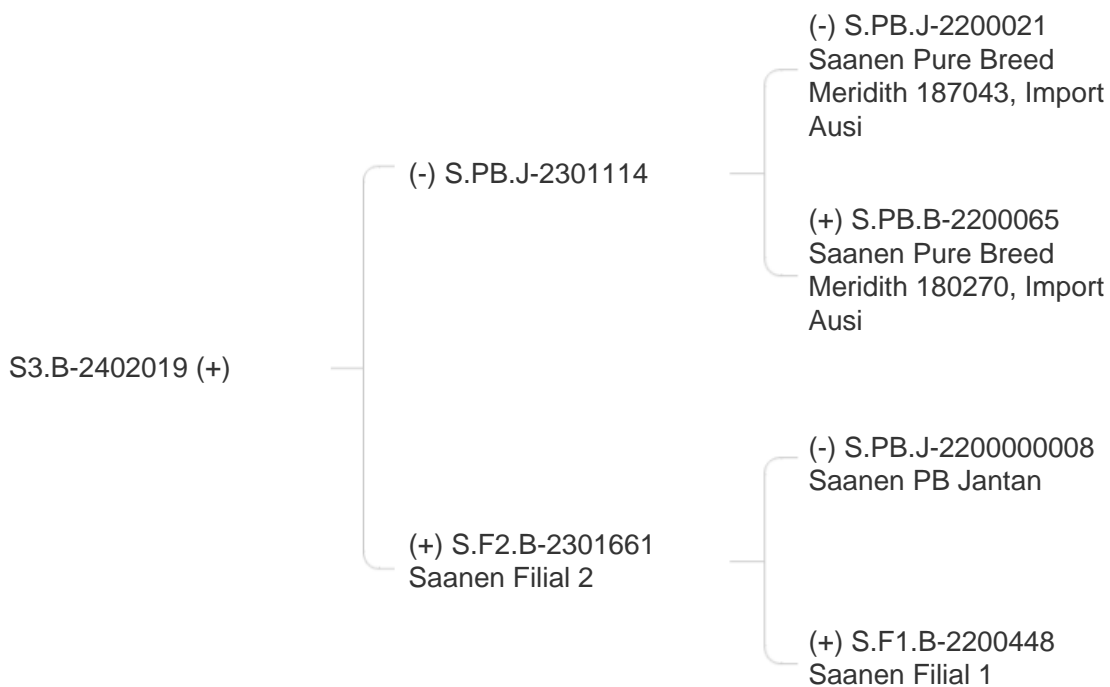 (-) S.PB.J-2200021
Saanen Pure Breed
Meridith 187043, Import
Ausi
(-) S.PB.J-2301114
(+) S.PB.B-2200065
Saanen Pure Breed
Meridith 180270, Import
Ausi
S3.B-2402019 (+)
(-) S.PB.J-2200000008
Saanen PB Jantan
(+) S.F2.B-2301661
Saanen Filial 2
(+) S.F1.B-2200448
Saanen Filial 1